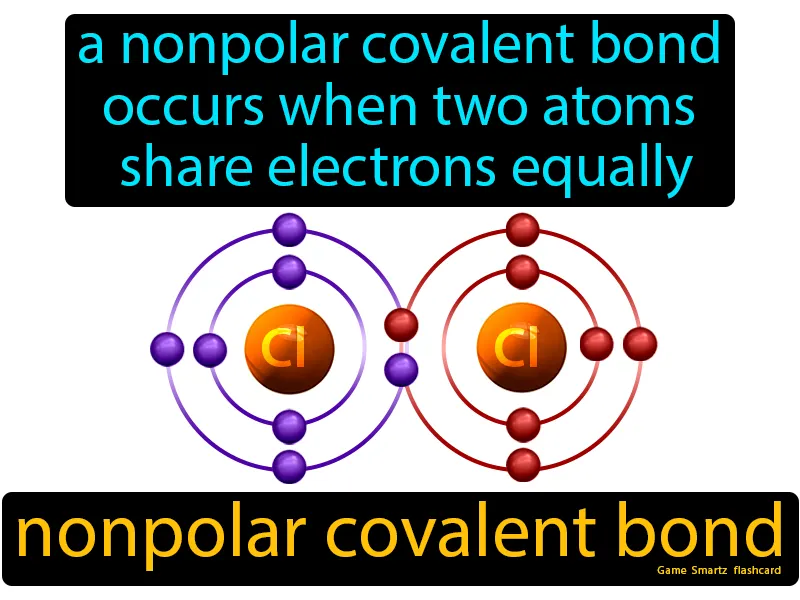 a nonpolar covalent bond
occurs when two atoms
share electrons equally
Cl Cl
nonpolar covalent bond
Game Smartz flashcard